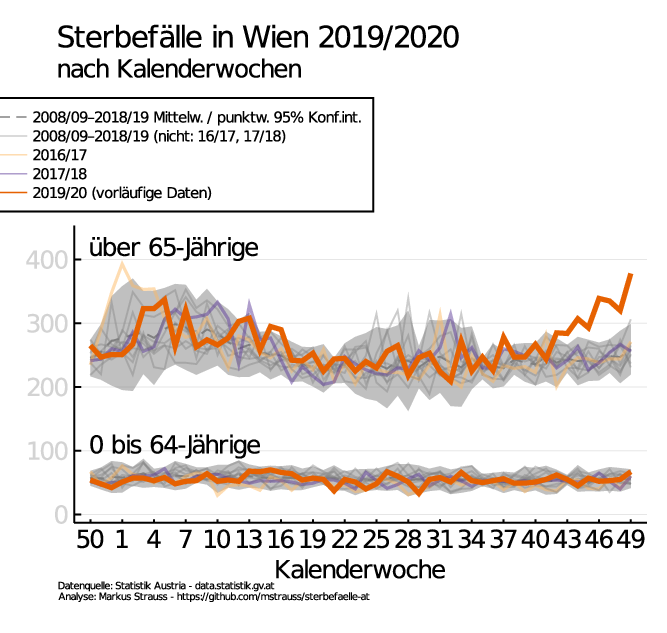 Sterbefälle in Wien 2019/2020
nach Kalenderwochen
2008/09–2018/19 Mittelw. / punktw. 95% Konf.int.
2008/09–2018/19 (nicht: 16/17, 17/18)
2016/17
2017/18
2019/20 (vorläufige Daten)
über 65-Jährige
400
300
200
0 bis 64-Jährige
100
0
50 1 4 7 10 13 16 19 22 25 28 31 34 37 40 43 46 49
Kalenderwoche
Datenquelle: Statistik Austria - data.statistik.gv.at
Analyse: Markus Strauss - https://github.com/mstrauss/sterbefaelle-at